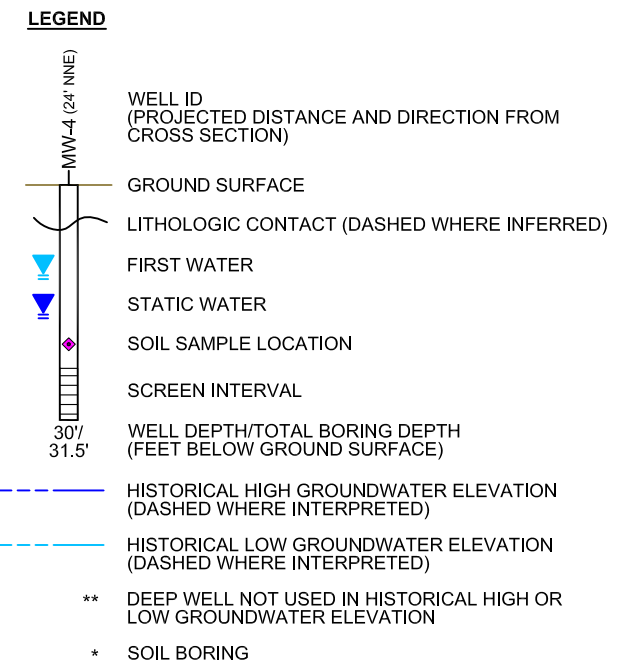 LEGEND
MW-4 (24' NNE)
WELL ID
(PROJECTED DISTANCE AND DIRECTION FROM
CROSS SECTION)
GROUND SURFACE
LITHOLOGIC CONTACT (DASHED WHERE INFERRED)
FIRST WATER
STATIC WATER
SOIL SAMPLE LOCATION
SCREEN INTERVAL
30'/
31.5'
WELL DEPTH/TOTAL BORING DEPTH
(FEET BELOW GROUND SURFACE)
HISTORICAL HIGH GROUNDWATER ELEVATION
(DASHED WHERE INTERPRETED)
HISTORICAL LOW GROUNDWATER ELEVATION
(DASHED WHERE INTERPRETED)
** DEEP WELL NOT USED IN HISTORICAL HIGH OR
LOW GROUNDWATER ELEVATION
* SOIL BORING